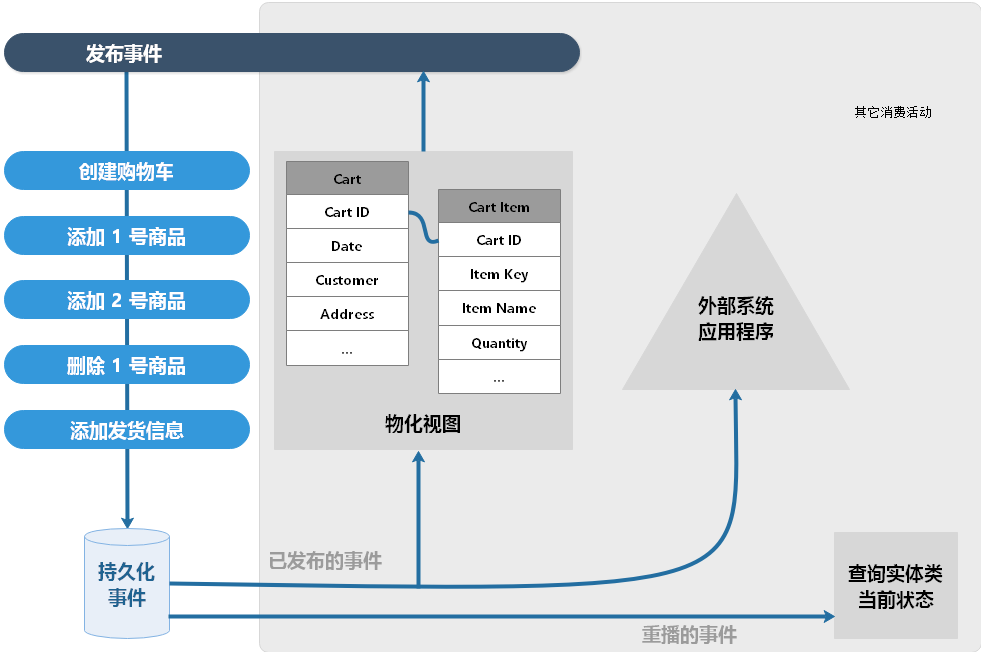 发布事件
创建购物车
添加 1 号商品
添加 2 号商品
删除 1 号商品
添加发货信息
持久化
事件
Cart
Cart ID
Date
Customer
Address
...
Cart Item
Cart ID
Item Key
Item Name
Quantity
...
物化视图
其它消费活动
外部系统
应用程序
已发布的事件
重播的事件
查询实体类
当前状态